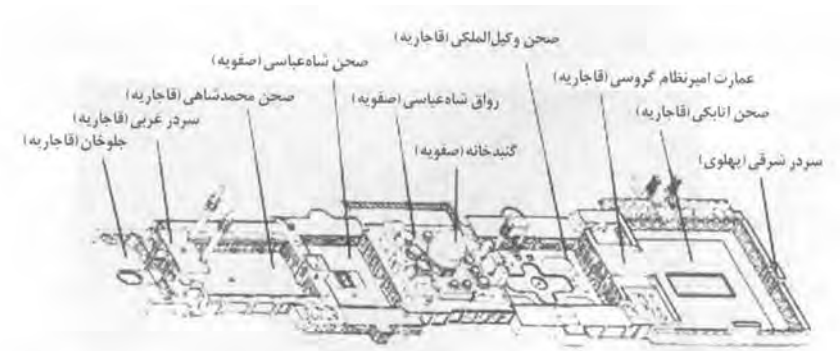 صحن وکیل‌الملکی (قاجاریه)
صحن شاه‌عباسی (صفویه)
عمارت امیرنظام گروسی (قاجاریه)
صحن محمدشاهی (قاجاریه)
رواق شاه‌عباسی (صفویه)
صحن اتابکی (قاجاریه)
سردر غربی (قاجاریه)
جلوخان (قاجاریه)
گنبدخانه (صفویه)
سردر شرقی (پهلوی)